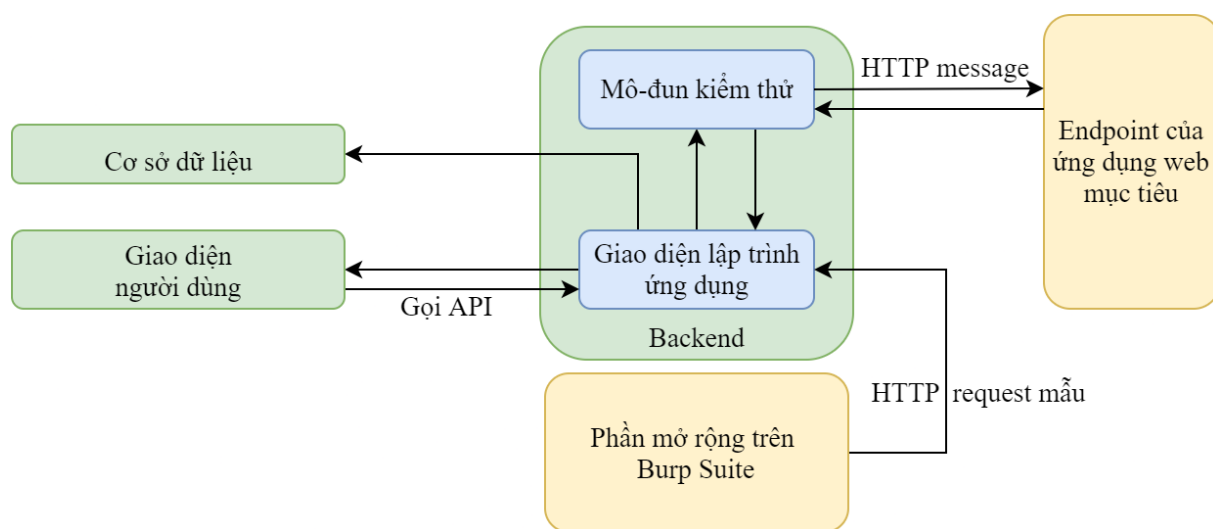 Mô-đun kiểm thử
HTTP message
Endpoint của
ứng dụng web
mục tiêu
Cơ sở dữ liệu
Giao diện
người dùng
Gọi API
Giao diện lập trình
ứng dụng
Backend
HTTP request mẫu
Phần mở rộng trên
Burp Suite